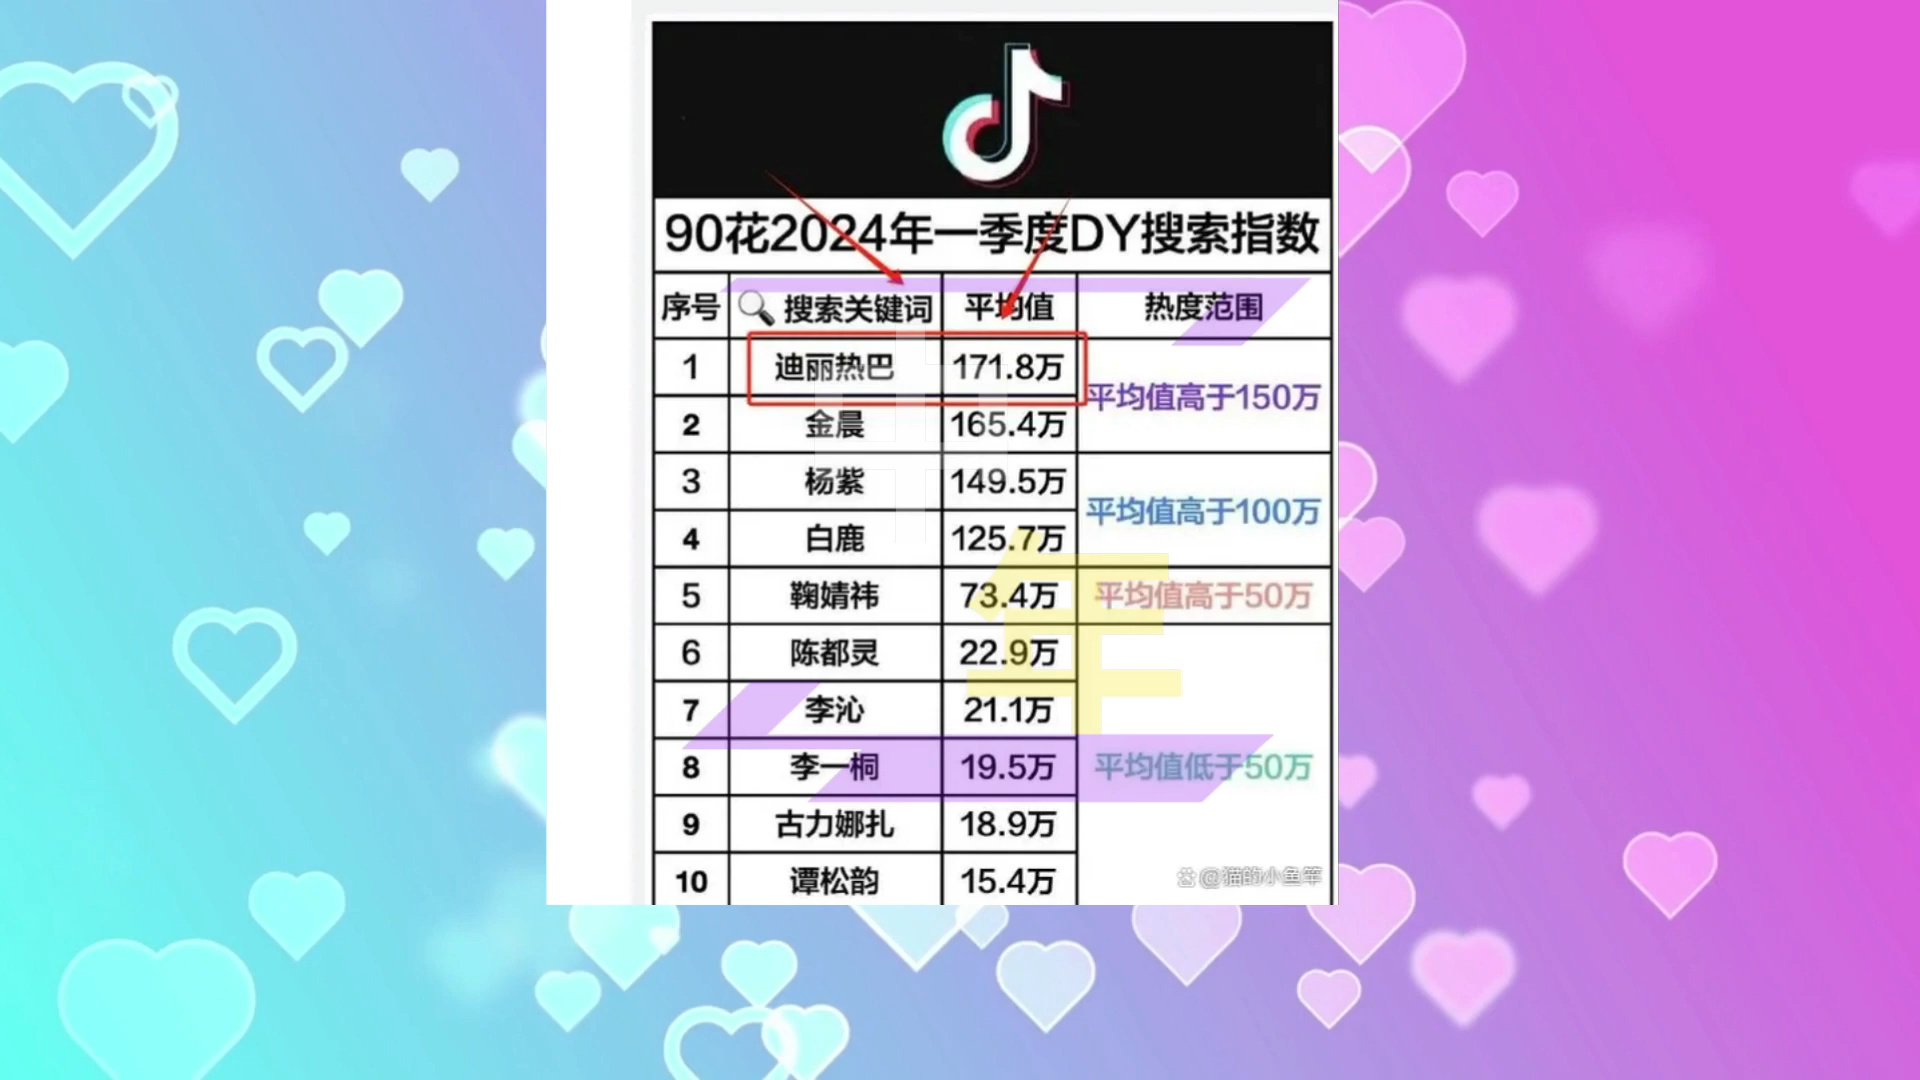 90花2024年一季度DY搜索指数
序号 搜索关键词 平均值 热度范围
1 迪丽热巴 171.8万 平均值高于150万
2 金晨 165.4万
3 杨紫 149.5万 平均值高于100万
4 白鹿 125.7万
5 鞠婧祎 73.4万 平均值高于50万
6 陈都灵 22.9万
7 李沁 21.1万
8 李一桐 19.5万 平均值低于50万
9 古力娜扎 18.9万
10 谭松韵 15.4万
@猫的小鱼竿
年